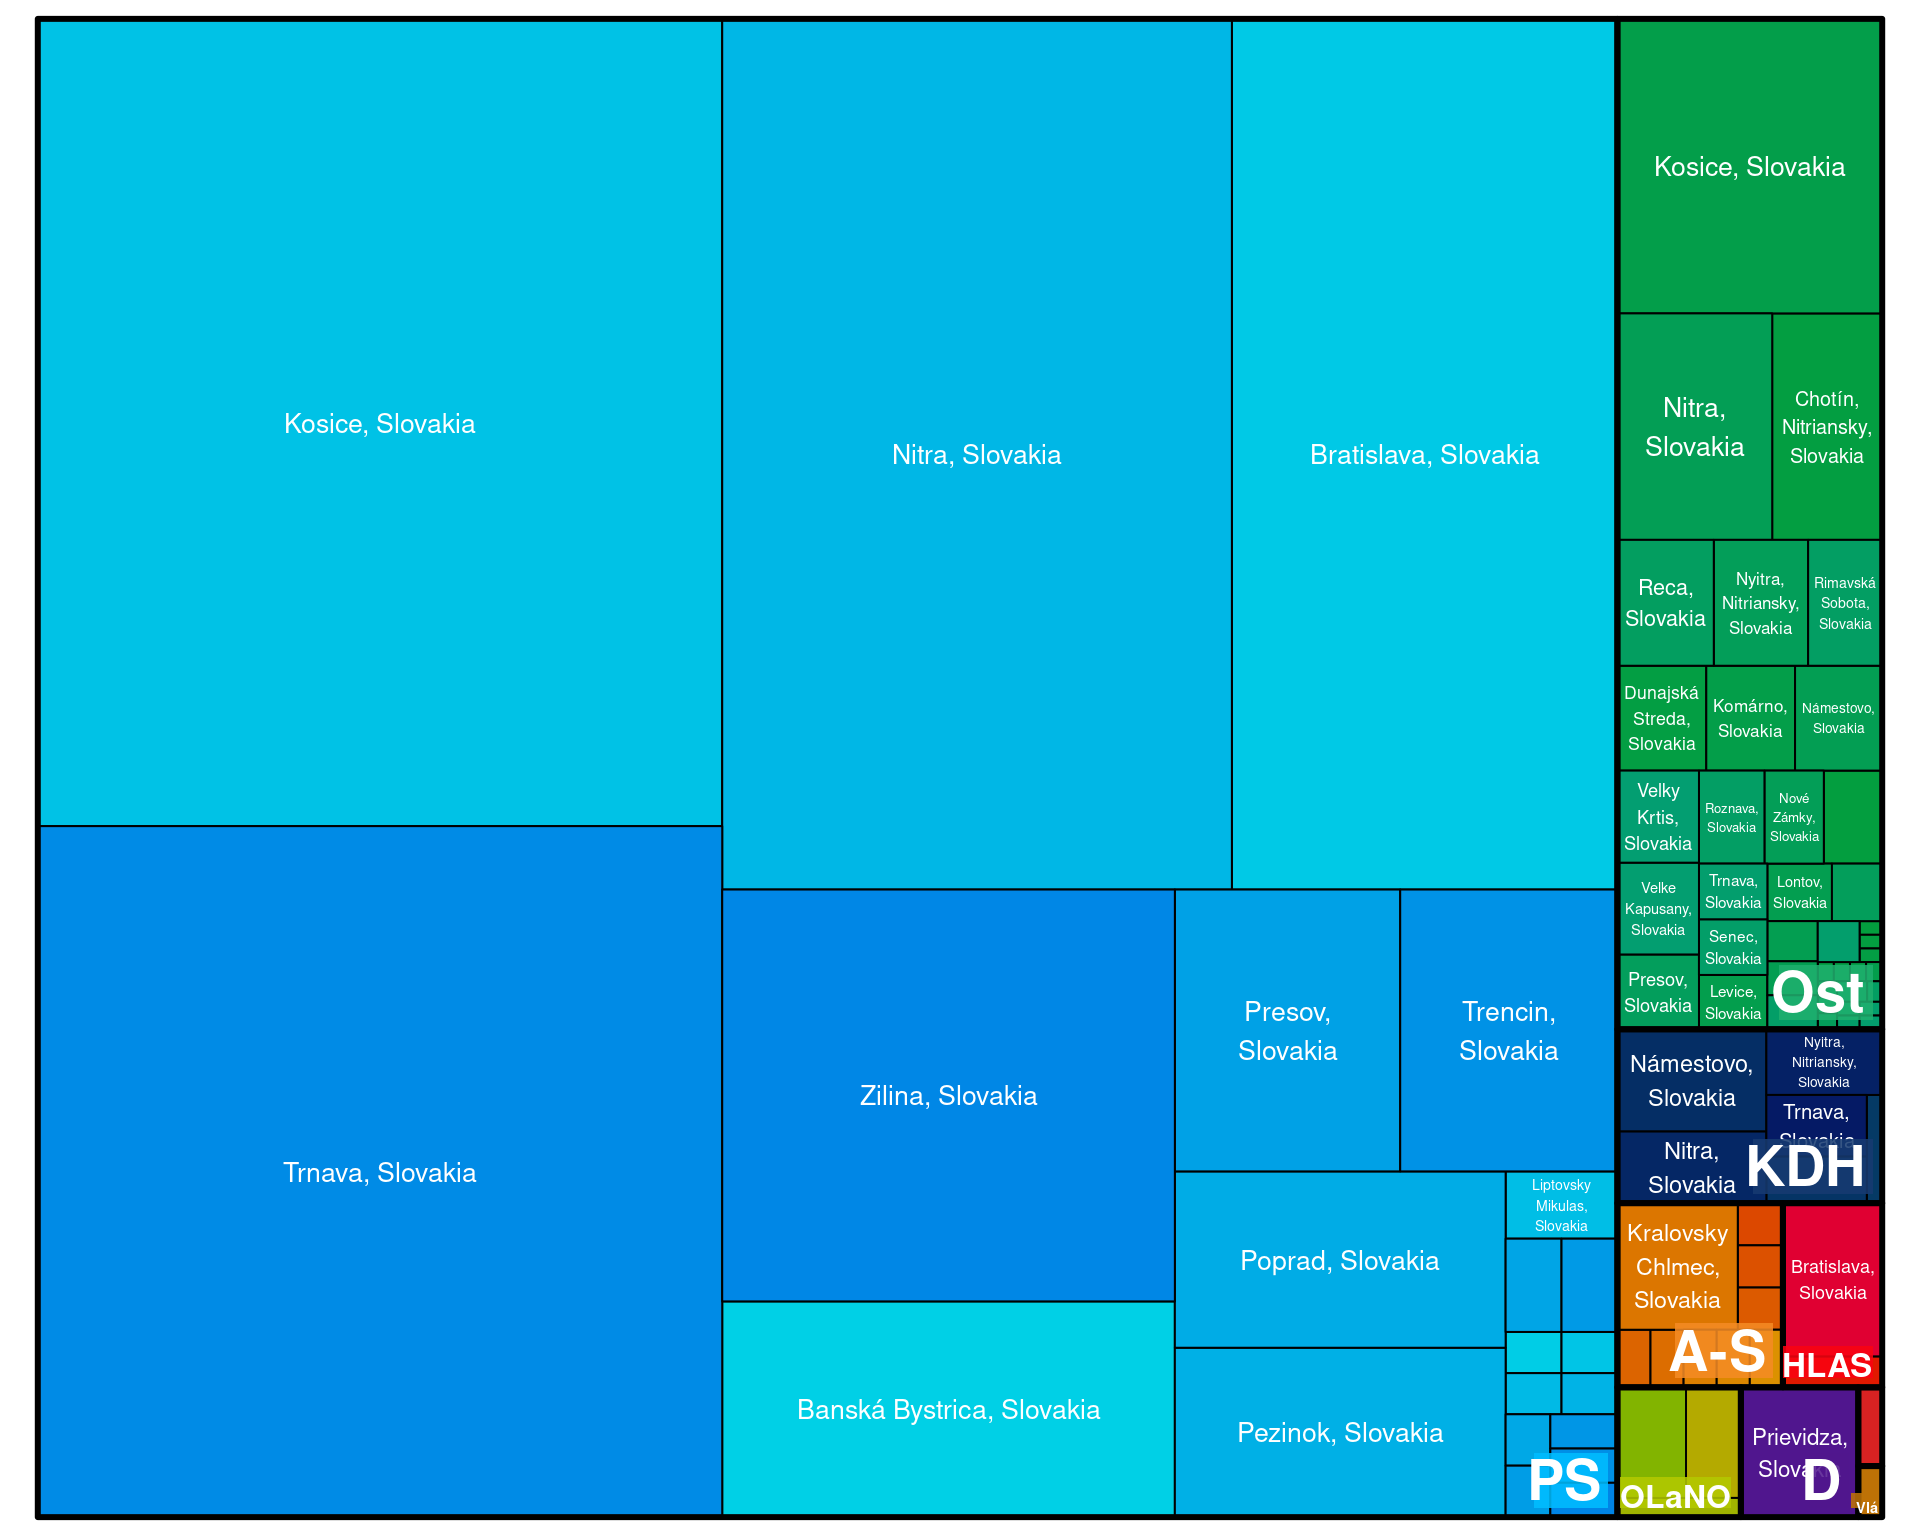 Kosice, Slovakia
Nitra, Slovakia
Bratislava, Slovakia
Trnava, Slovakia
Zilina, Slovakia
Banská Bystrica, Slovakia
Presov,
Slovakia
Trencin,
Slovakia
Poprad, Slovakia
Pezinok, Slovakia
Liptovsky
Mikulas,
Slovakia
PS
Kosice, Slovakia
Nitra,
Slovakia
Chotín,
Nitriansky,
Slovakia
Reca,
Slovakia
Nyitra,
Nitriansky,
Slovakia
Rimavská
Sobota,
Slovakia
Dunajská
Streda,
Slovakia
Komárno,
Slovakia
Námestovo,
Slovakia
Velky
Krtis,
Slovakia
Roznava,
Slovakia
Nové
Zámky,
Slovakia
Velke
Kapusany,
Slovakia
Trnava,
Slovakia
Lontov,
Slovakia
Senec,
Slovakia
Presov,
Slovakia
Levice,
Slovakia
Ost
Námestovo,
Slovakia
Nyitra,
Nitriansky,
Slovakia
Trnava,
Slovakia
Nitra,
Slovakia
KDH
Kralovsky
Chlmec,
Slovakia
A-S
Bratislava,
Slovakia
HLAS
OLaNO
Prievidza,
Slovakia
D
Vlá